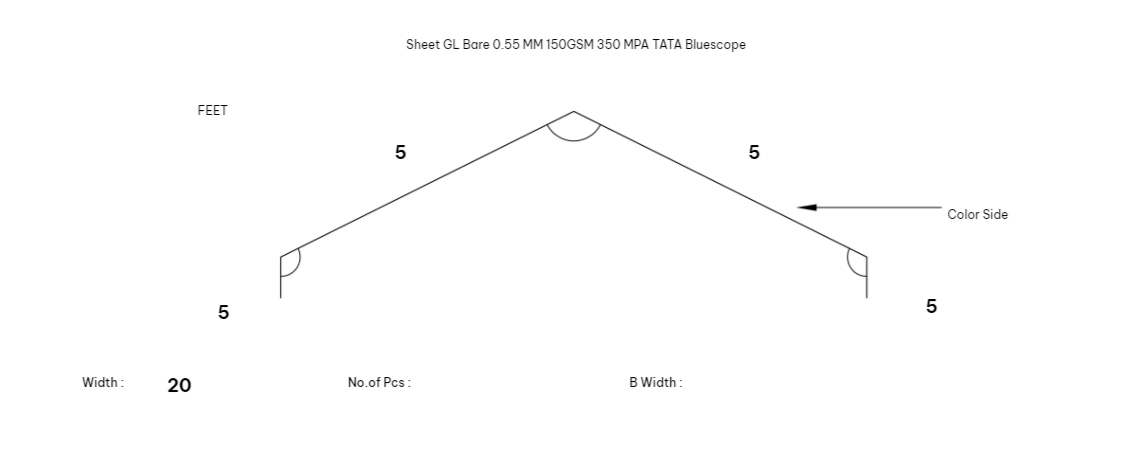 Sheet GL Bare 0.55 MM 150GSM 350 MPA TATA Bluescope
FEET
5 5
Color Side
5 5
Width : 20 No.of Pcs : B Width :